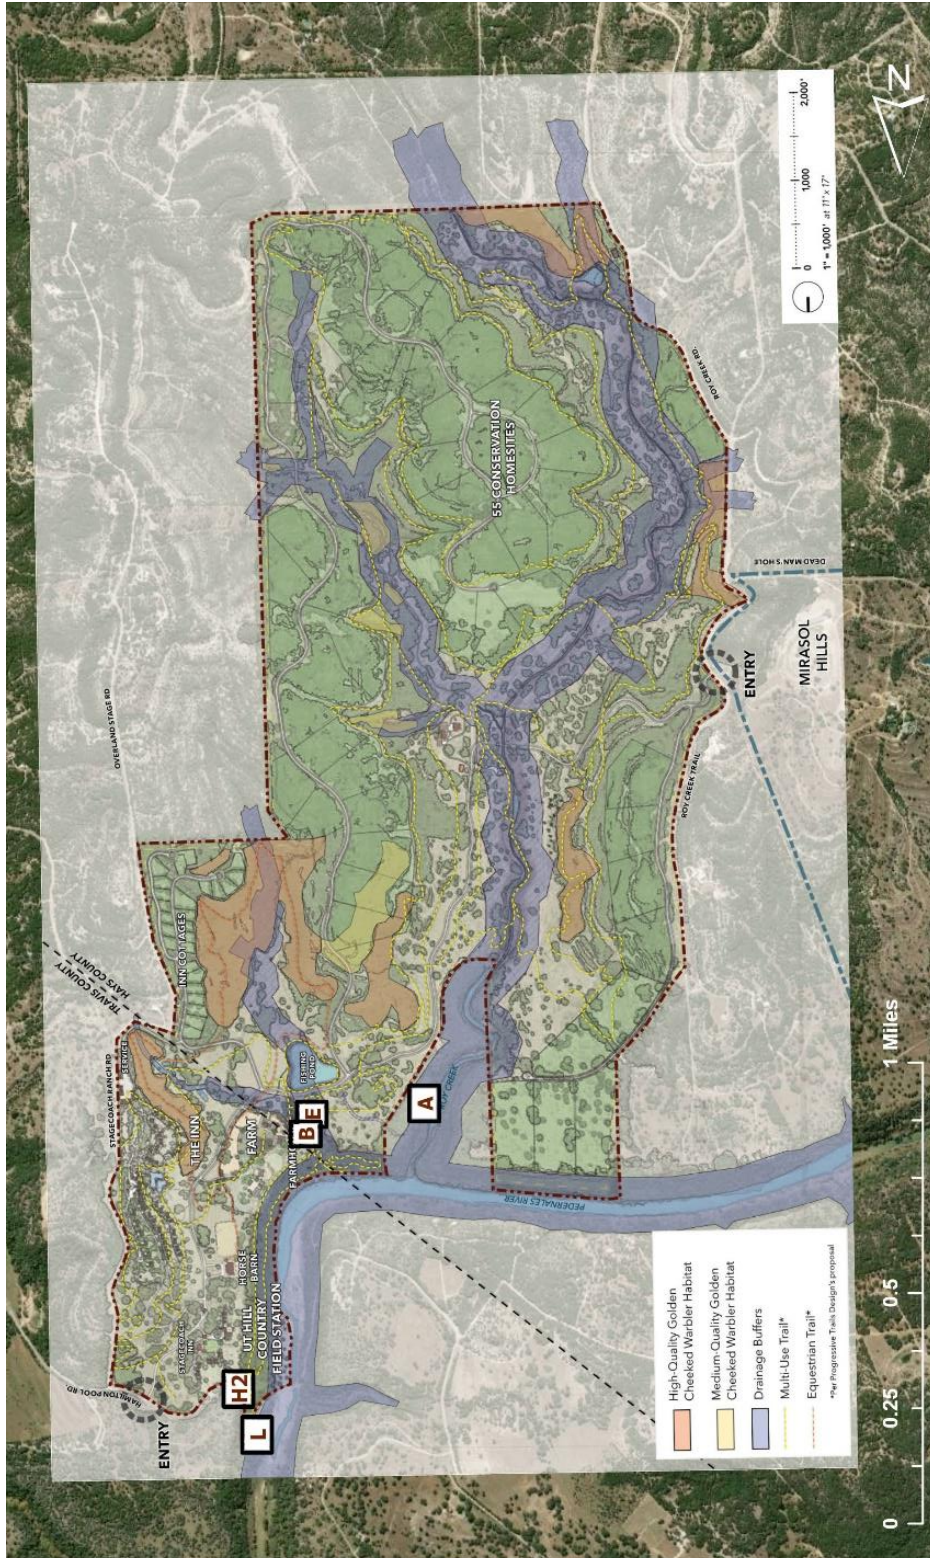 OVERLAND STAGE RD
TRAVIS COUNTY
HAYS COUNTY
STAGECOACH RANCH RD
SERVICE
INN COTTAGES
THE INN
FARM
FISHING
POND
B
E
A
STAGECOACH
INN
HORSE
BARN
UT HILL
COUNTRY
FIELD STATION
HAMILTON POOL RD.
ENTRY
H2
L
PEDERNALES RIVER
CREEK
55 CONSERVATION
HOMESITES
ROY CREEK RD.
DEAD MAN'S HOLE
ENTRY
MIRASOL
HILLS
ROY CREEK TRAIL
High-Quality Golden
Cheeked Warbler Habitat
Medium-Quality Golden
Cheeked Warbler Habitat
Drainage Buffers
Multi-Use Trail*
Equestrian Trail*
*Per Progressive Trails Design's proposal
0 1,000 2,000'
1" = 1,000' at 11" x 17"
N
0 0.25 0.5 1 Miles